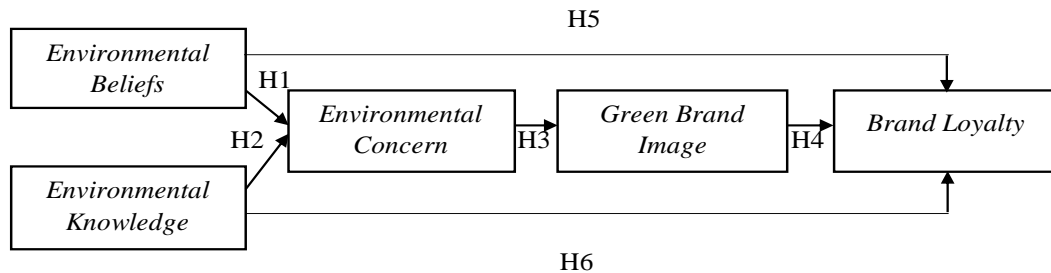 H5
Environmental
Beliefs
H1
Environmental
Concern
H3
Green Brand
Image
H4
Brand Loyalty
H2
Environmental
Knowledge
H6